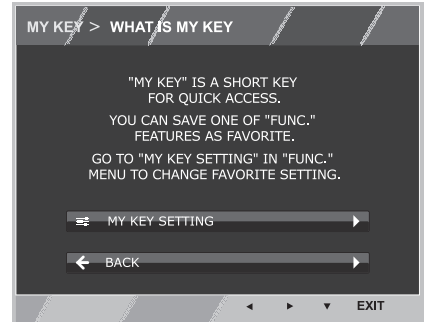 MY KEY > WHAT IS MY KEY
"MY KEY" IS A SHORT KEY
FOR QUICK ACCESS.
YOU CAN SAVE ONE OF "FUNC."
FEATURES AS FAVORITE.
GO TO "MY KEY SETTING" IN "FUNC."
MENU TO CHANGE FAVORITE SETTING.
MY KEY SETTING
BACK
EXIT